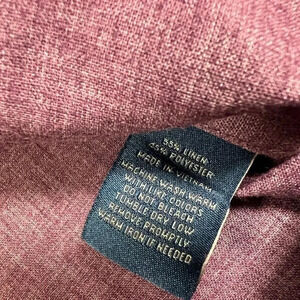 55% LINEN
45% POLYESTER
MADE IN VIETNAM
MACHINE WASH WARM
WITH LIKE COLORS
DO NOT BLEACH
TUMBLE DRY LOW
REMOVE PROMPTLY
WARM IRON IF NEEDED